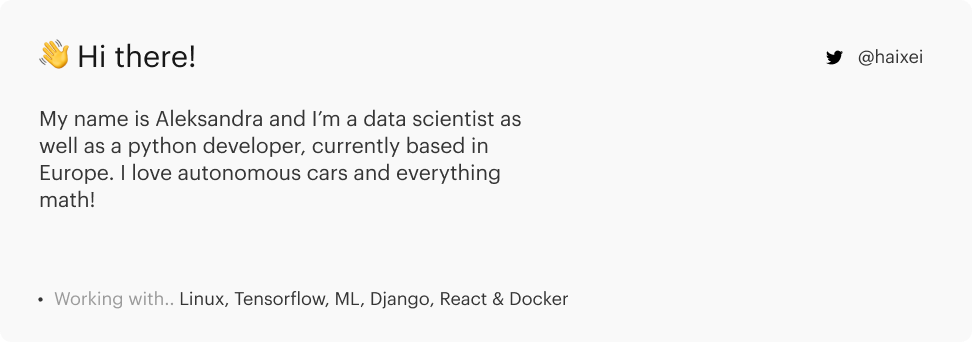 👋 Hi there!
@haixei
My name is Aleksandra and I’m a data scientist as
well as a python developer, currently based in
Europe. I love autonomous cars and everything
math!
• Working with.. Linux, Tensorflow, ML, Django, React & Docker